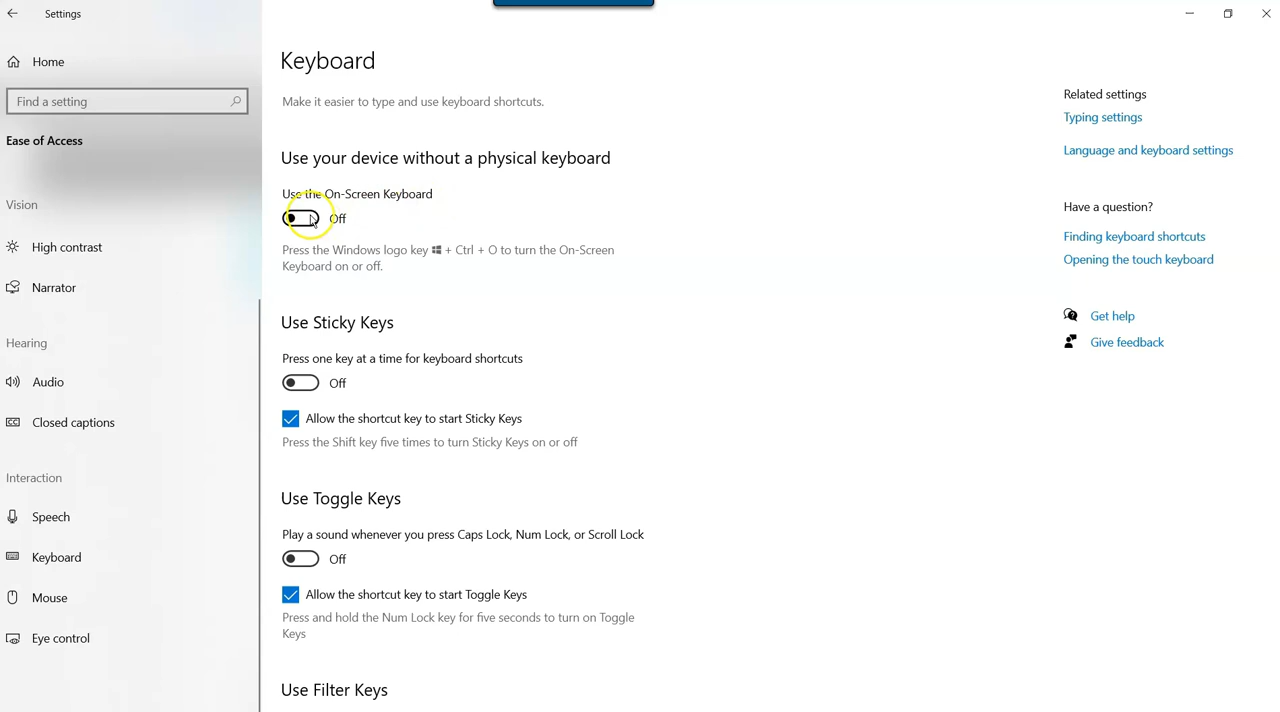 Settings
Home
Find a setting
Ease of Access
Vision
High contrast
Narrator
Hearing
Audio
Closed captions
Interaction
Speech
Keyboard
Mouse
Eye control
Keyboard
Make it easier to type and use keyboard shortcuts.
Use your device without a physical keyboard
Use the On-Screen Keyboard
Off
Press the Windows logo key + Ctrl + O to turn the On-Screen
Keyboard on or off.
Use Sticky Keys
Press one key at a time for keyboard shortcuts
Off
Allow the shortcut key to start Sticky Keys
Press the Shift key five times to turn Sticky Keys on or off
Use Toggle Keys
Play a sound whenever you press Caps Lock, Num Lock, or Scroll Lock
Off
Allow the shortcut key to start Toggle Keys
Press and hold the Num Lock key for five seconds to turn on Toggle
Keys
Use Filter Keys
Related settings
Typing settings
Language and keyboard settings
Have a question?
Finding keyboard shortcuts
Opening the touch keyboard
Get help
Give feedback